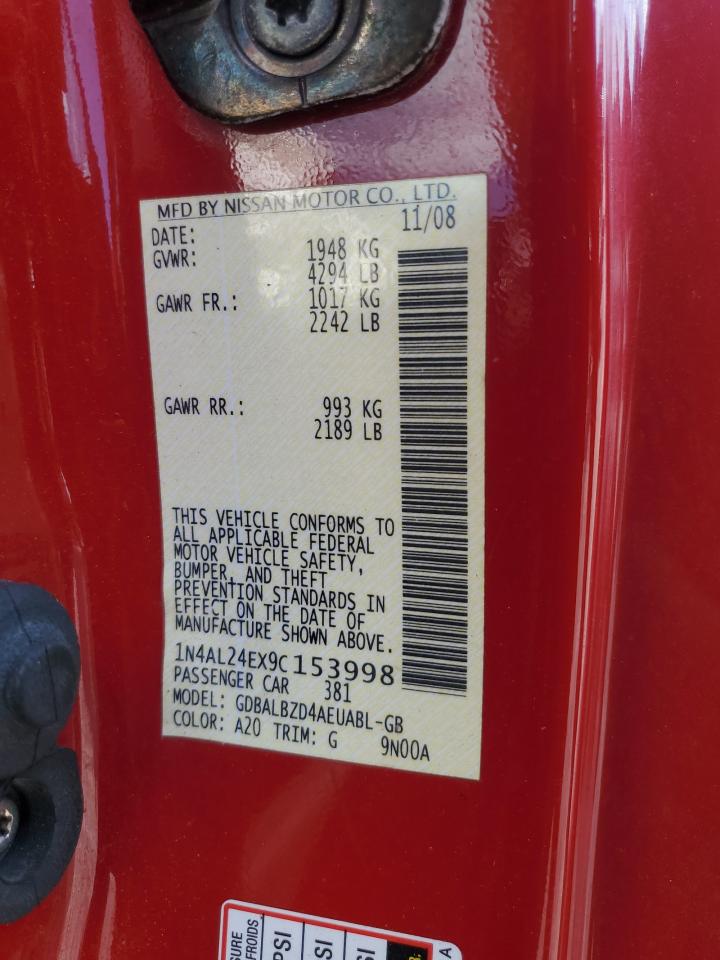 MFD BY NISSAN MOTOR CO., LTD.
DATE: 11/08
GVWR: 1948 KG
4294 LB
GAWR FR.: 1017 KG
2242 LB
GAWR RR.: 993 KG
2189 LB
THIS VEHICLE CONFORMS TO
ALL APPLICABLE FEDERAL
MOTOR VEHICLE SAFETY,
BUMPER, AND THEFT
PREVENTION STANDARDS IN
EFFECT ON THE DATE OF
MANUFACTURE SHOWN ABOVE.
1N4AL24EX9C153998
PASSENGER CAR 381
MODEL: GDBALBZD4AEUABL-GB
COLOR: A20 TRIM: G 9N00A